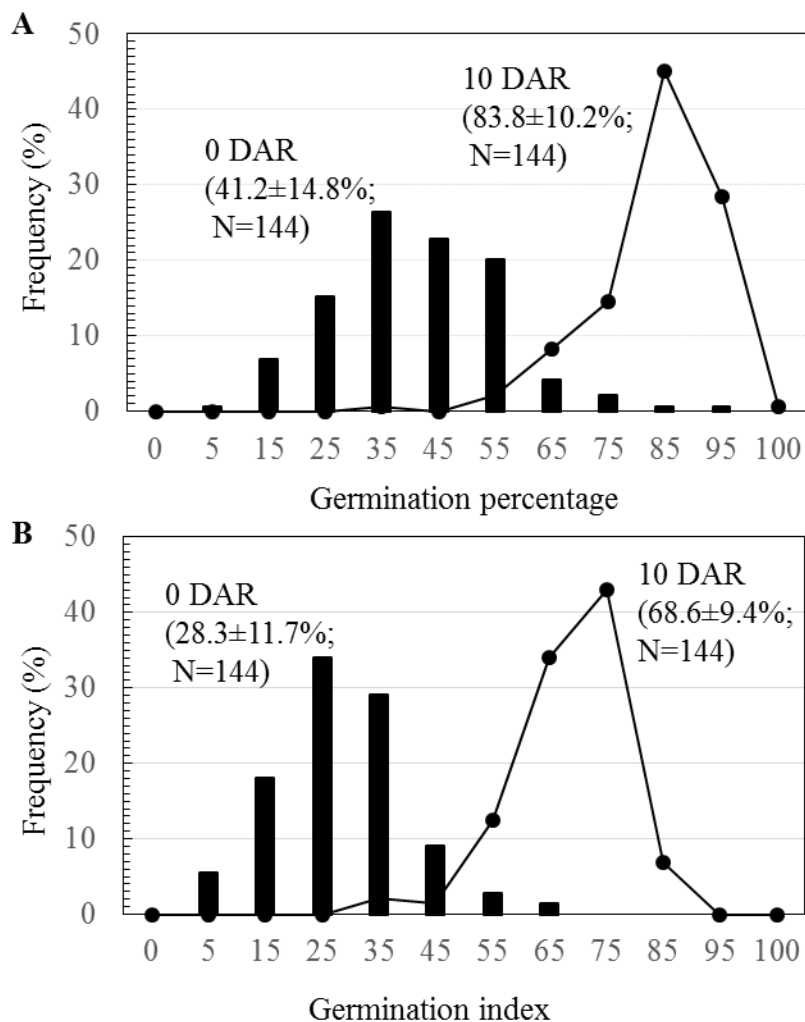 A
50
40
30
20
10
0
Frequency (%)
0 DAR
(41.2±14.8%;
N=144)
10 DAR
(83.8±10.2%;
N=144)
0 5 15 25 35 45 55 65 75 85 95 100
Germination percentage
B
50
40
30
20
10
0
Frequency (%)
0 DAR
(28.3±11.7%;
N=144)
10 DAR
(68.6±9.4%;
N=144)
0 5 15 25 35 45 55 65 75 85 95 100
Germination index